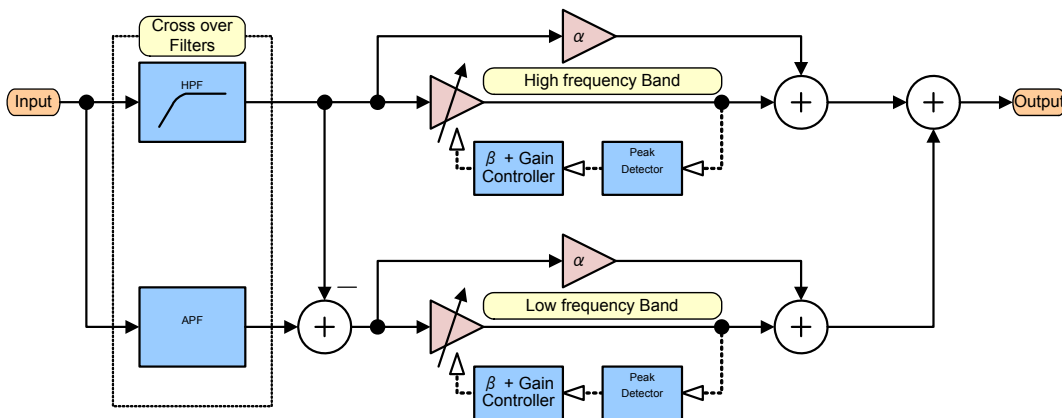 Cross over
Filters
Input
HPF
α
High frequency Band
+
+
Output
β + Gain
Controller
Peak
Detector
APF
—
+
α
Low frequency Band
+
β + Gain
Controller
Peak
Detector